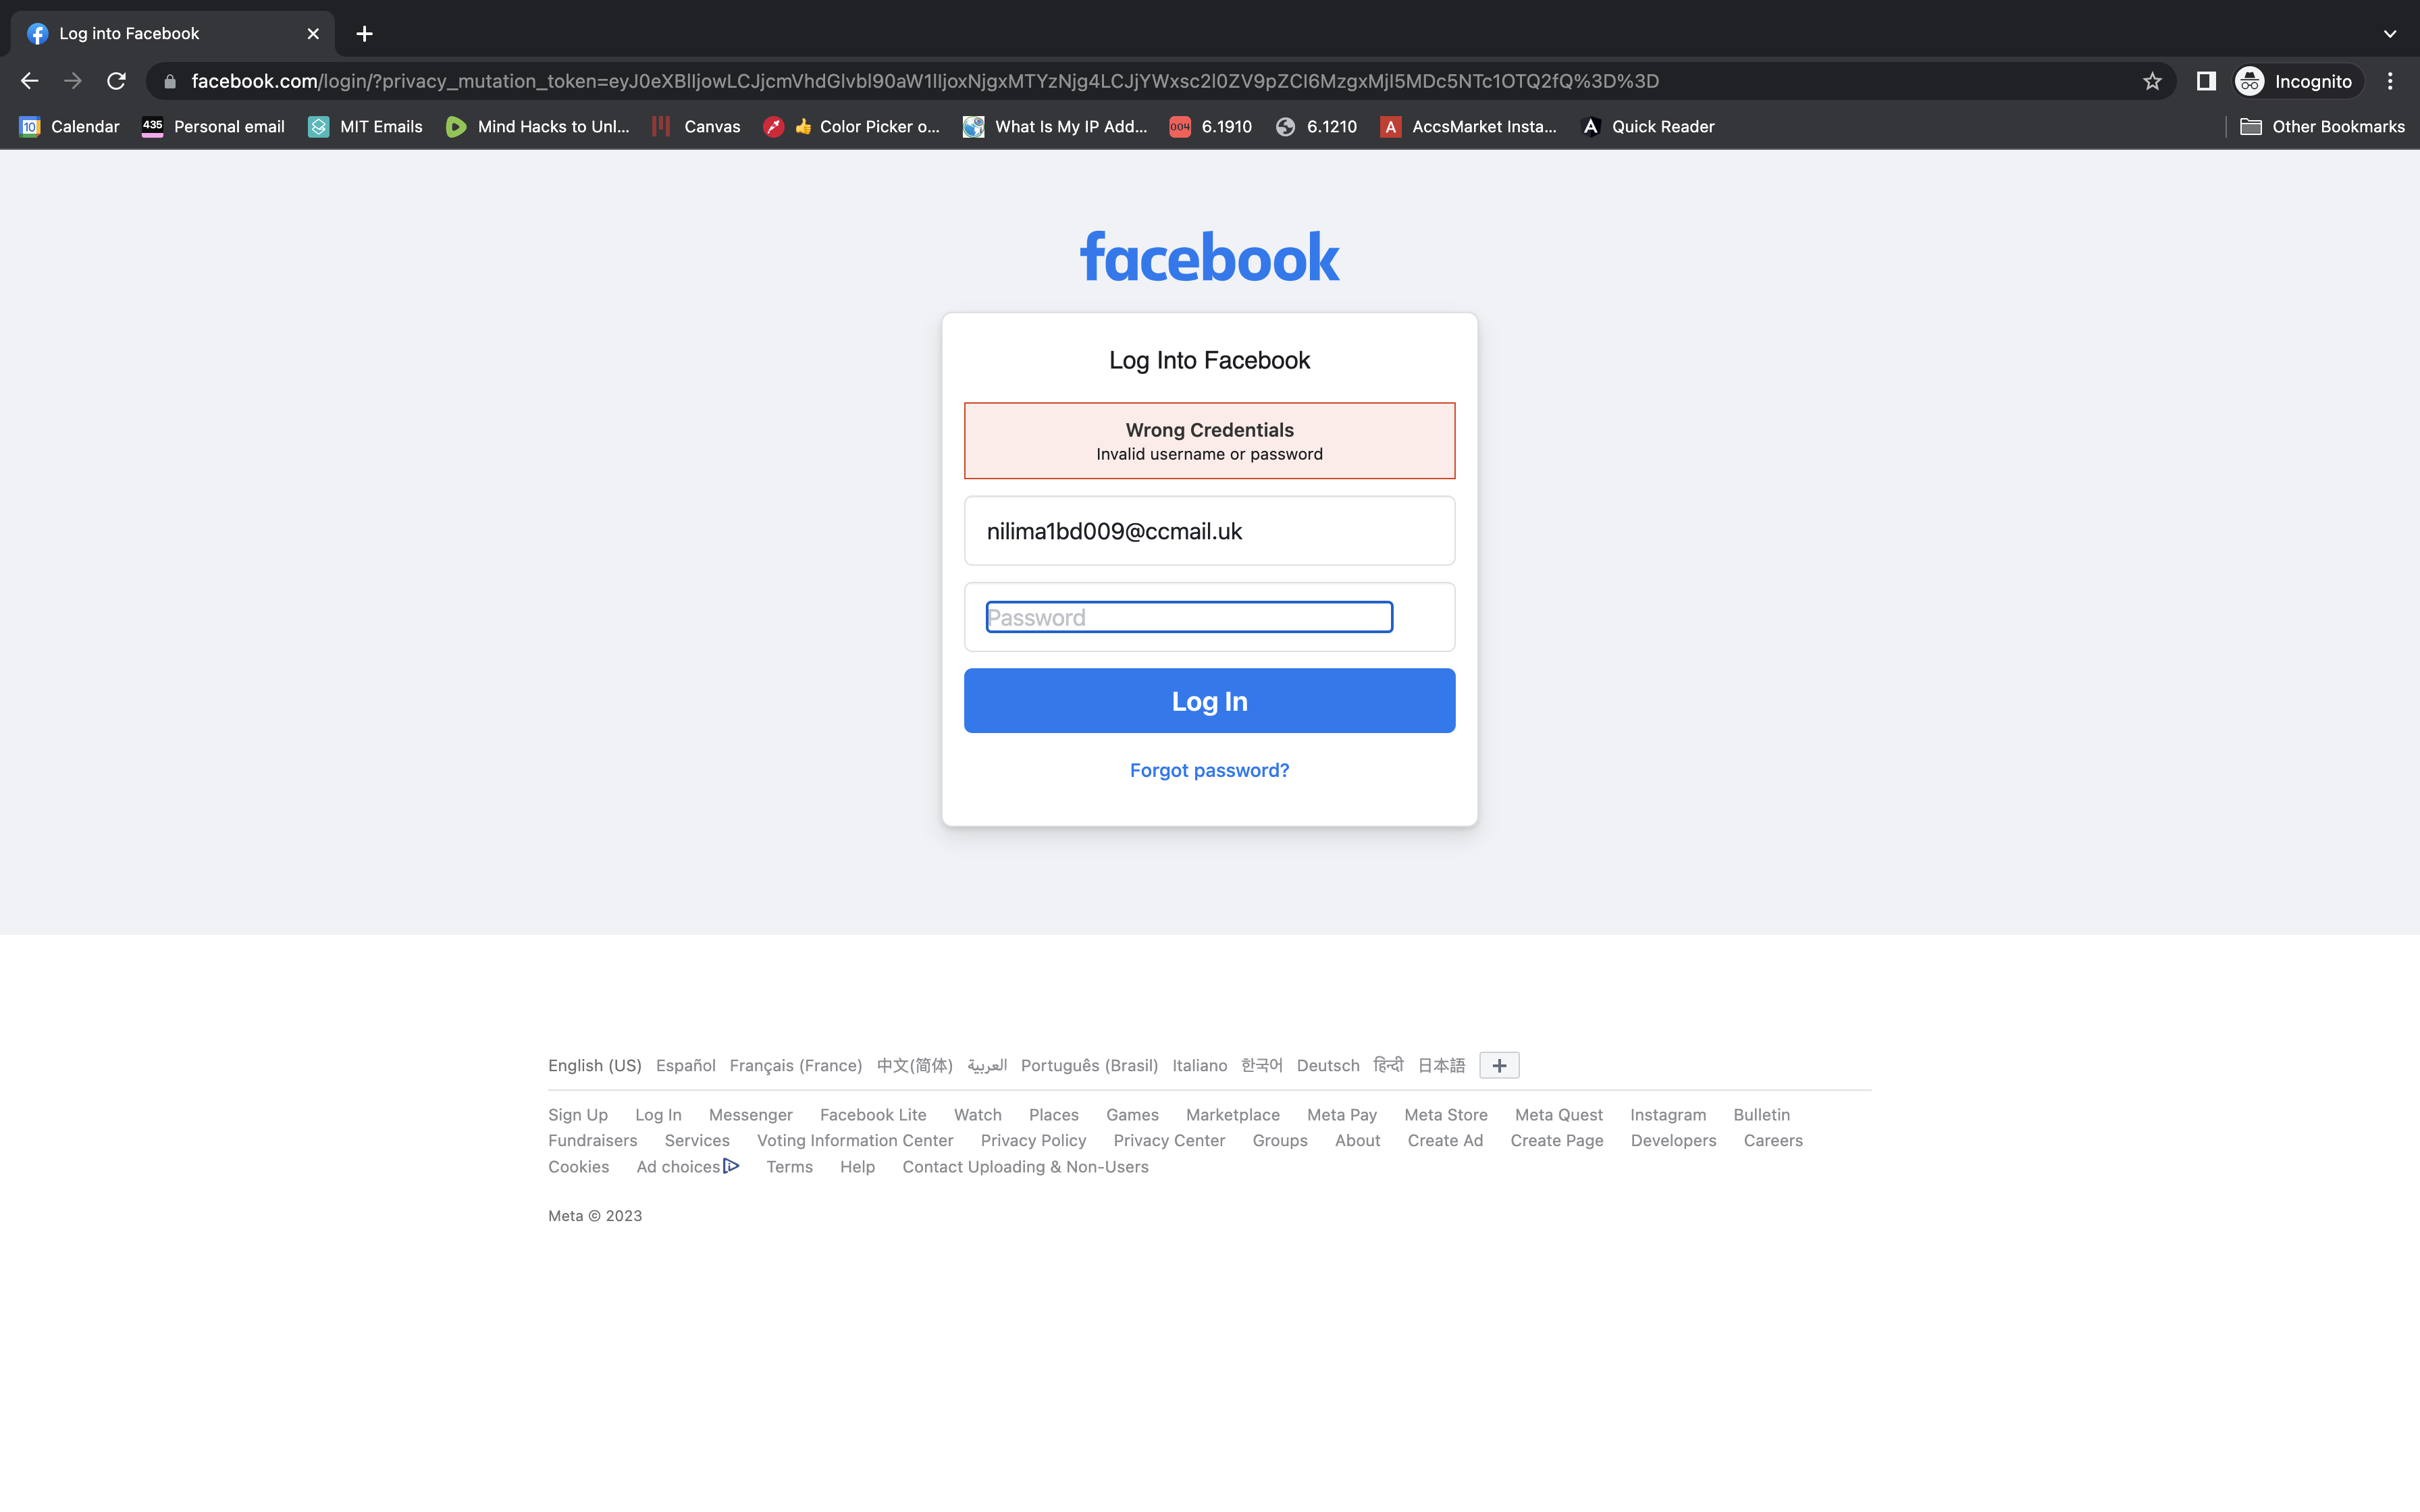 Log into Facebook
facebook.com/login/?privacy_mutation_token=eyJ0eXBlIjowLCJjcmVhdGlvbl90aW1lIjoxNjgxMTYzNjg4LCJjYWxsc2l0ZV9pZCI6MzgxMjI5MDc5NTc1OTQ2fQ%3D%3D
Incognito
10 Calendar 435 Personal email MIT Emails Mind Hacks to Unl... Canvas 👍 Color Picker o... What Is My IP Add... 004 6.1910 6.1210 A AccsMarket Insta... Quick Reader Other Bookmarks
facebook
Log Into Facebook
Wrong Credentials
Invalid username or password
nilima1bd009@ccmail.uk
Password
Log In
Forgot password?
English (US) Español Français (France) 中文(简体) العربية Português (Brasil) Italiano 한국어 Deutsch हिन्दी 日本語
Sign Up Log In Messenger Facebook Lite Watch Places Games Marketplace Meta Pay Meta Store Meta Quest Instagram Bulletin
Fundraisers Services Voting Information Center Privacy Policy Privacy Center Groups About Create Ad Create Page Developers Careers
Cookies Ad choices Terms Help Contact Uploading & Non-Users
Meta © 2023